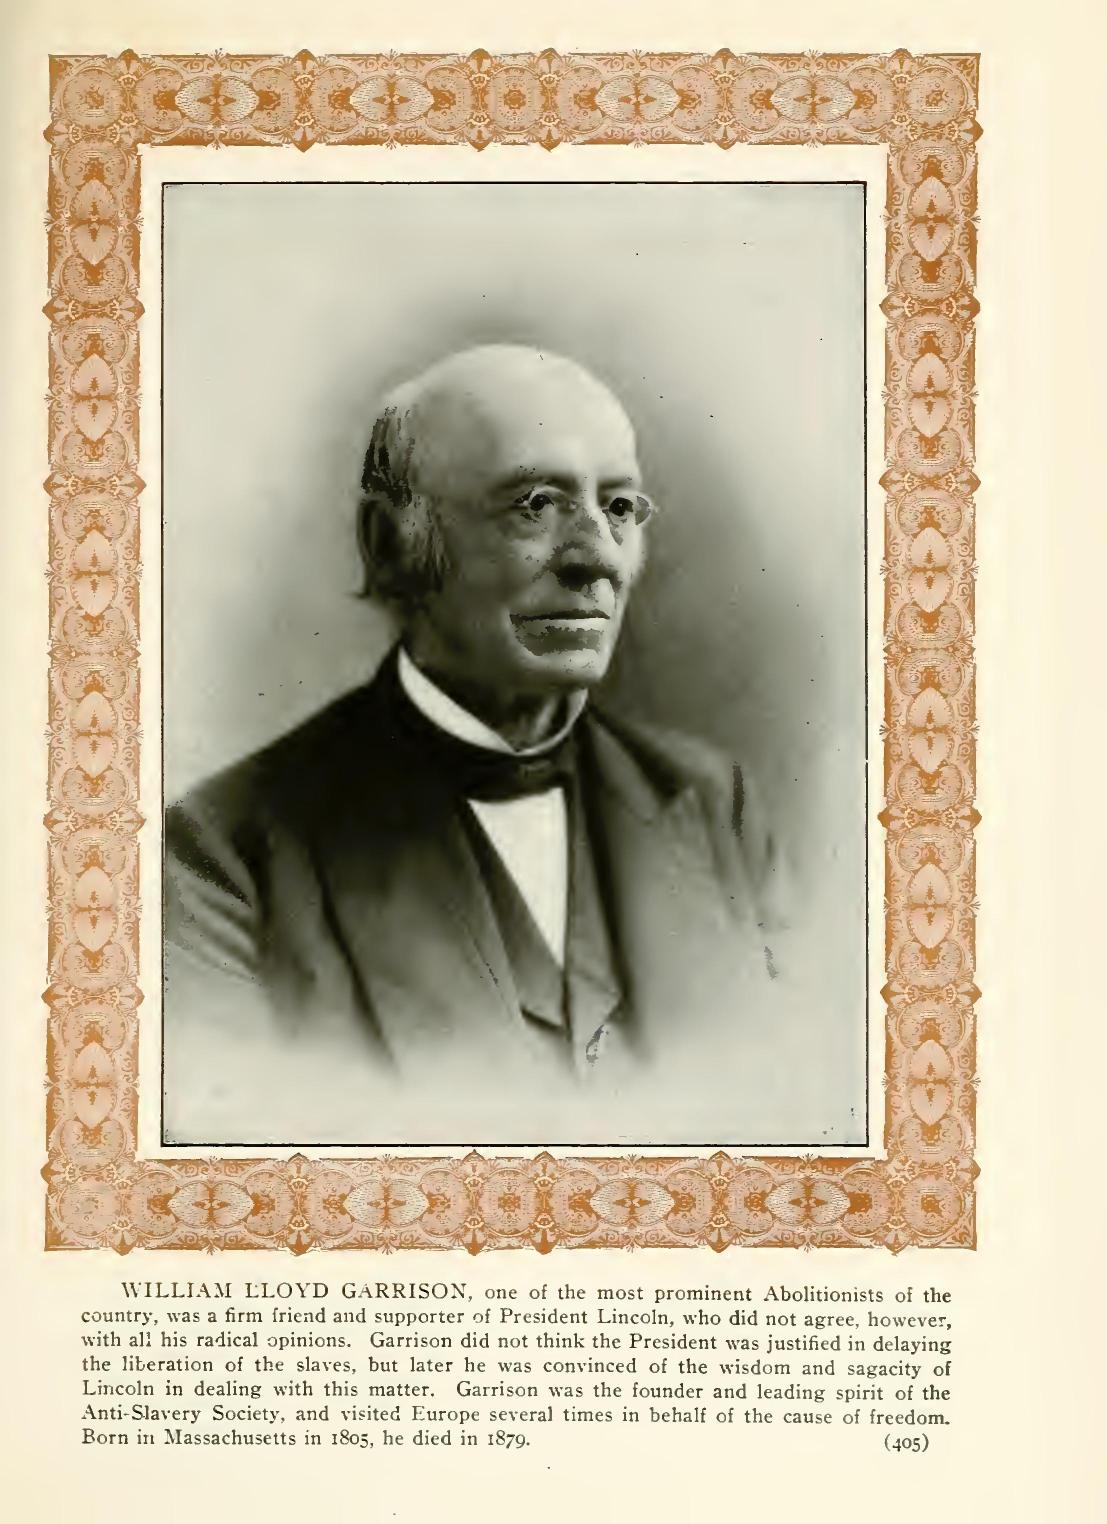 WILLIAM LLOYD GARRISON, one of the most prominent Abolitionists of the
country, was a firm friend and supporter of President Lincoln, who did not agree, however,
with all his radical opinions. Garrison did not think the President was justified in delaying
the liberation of the slaves, but later he was convinced of the wisdom and sagacity of
Lincoln in dealing with this matter. Garrison was the founder and leading spirit of the
Anti-Slavery Society, and visited Europe several times in behalf of the cause of freedom.
Born in Massachusetts in 1805, he died in 1879.
(405)